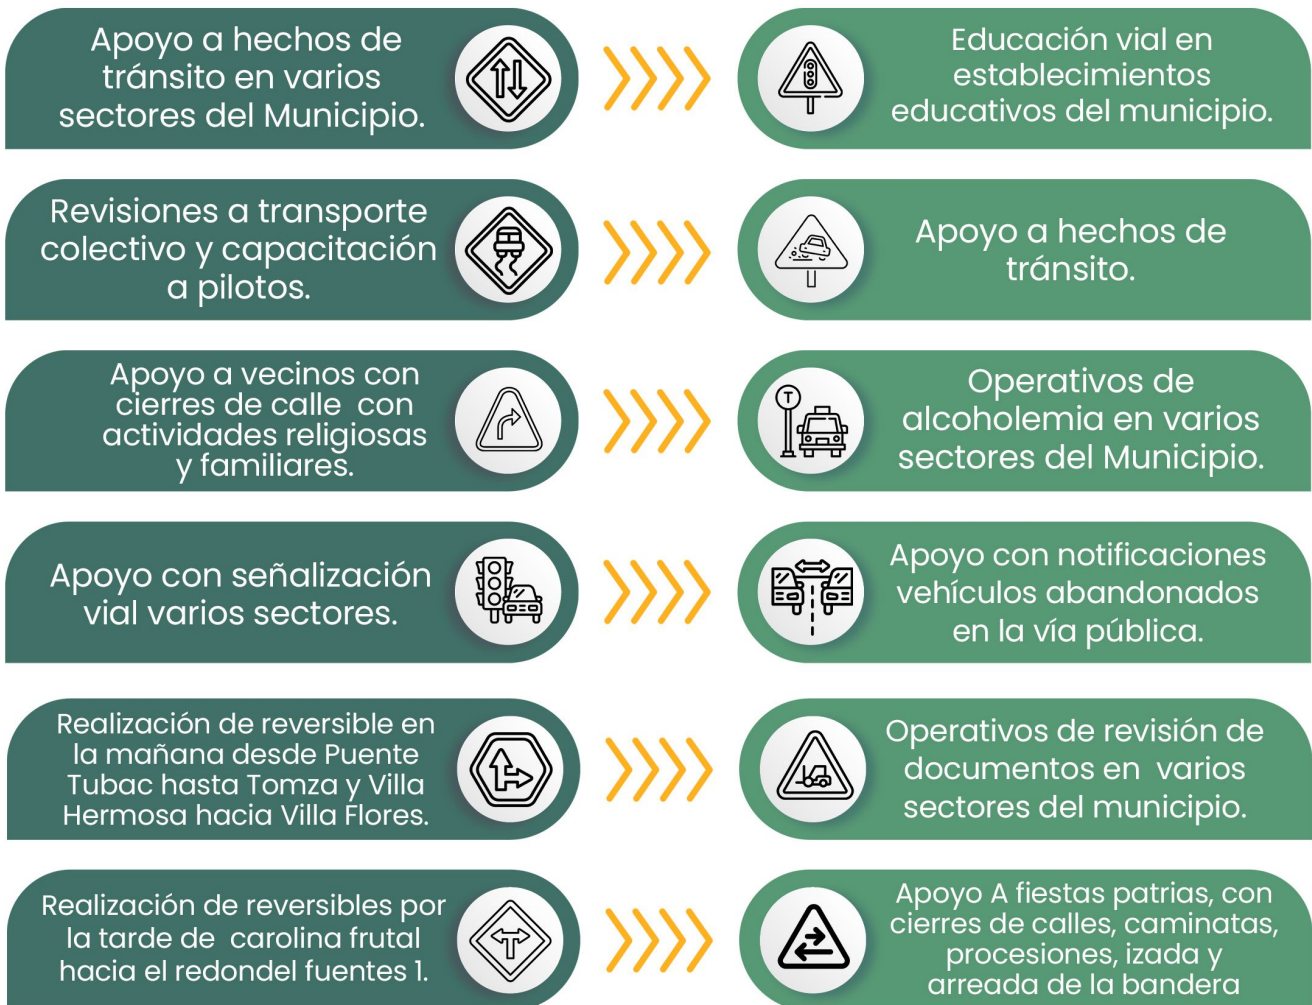 Apoyo a hechos de
tránsito en varios
sectores del Municipio.
Educación vial en
establecimientos
educativos del municipio.
Revisiones a transporte
colectivo y capacitación
a pilotos.
Apoyo a hechos de
tránsito.
Apoyo a vecinos con
cierres de calle con
actividades religiosas
y familiares.
T
Operativos de
alcoholemia en varios
sectores del Municipio.
Apoyo con señalización
vial varios sectores.
Apoyo con notificaciones
vehículos abandonados
en la vía pública.
Realización de reversible en
la mañana desde Puente
Tubac hasta Tomza y Villa
Hermosa hacia Villa Flores.
Operativos de revisión de
documentos en varios
sectores del municipio.
Realización de reversibles por
la tarde de carolina frutal
hacia el redondel fuentes 1.
Apoyo A fiestas patrias, con
cierres de calles, caminatas,
procesiones, izada y
arreada de la bandera